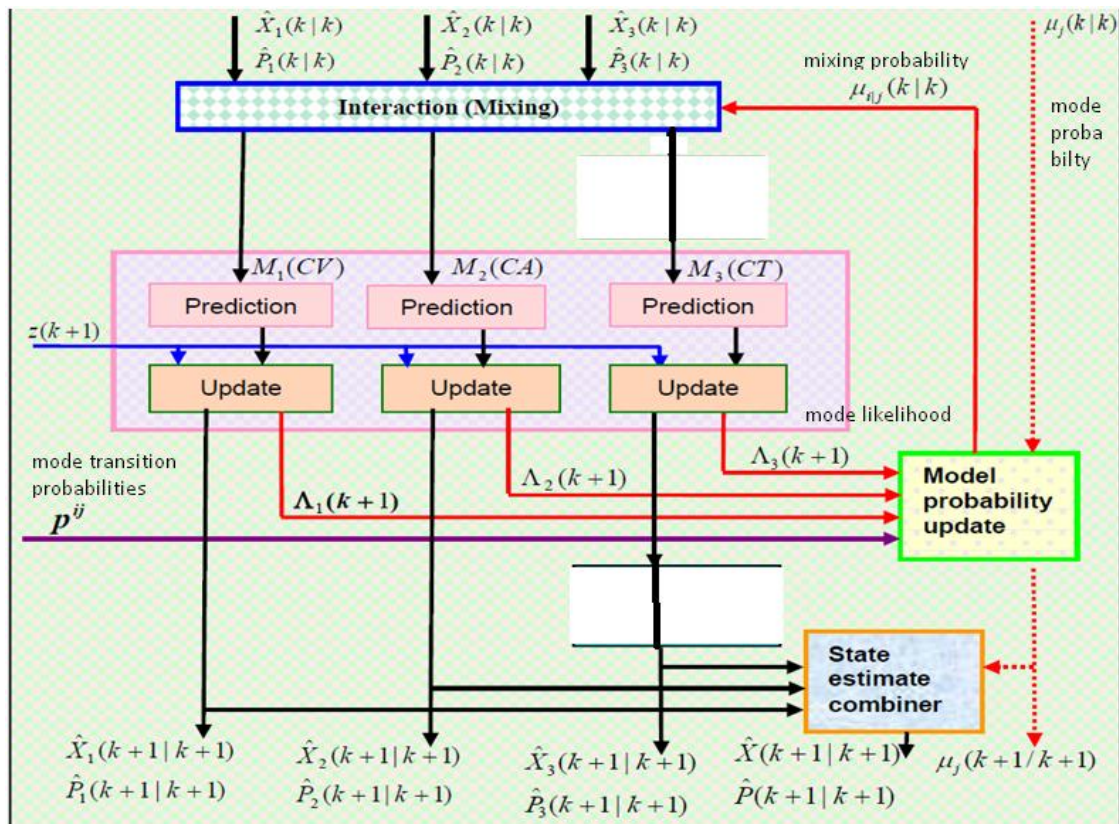 X̂₁(k | k)
X̂₂(k | k)
X̂₃(k | k)
μⱼ(k | k)
P̂₁(k | k)
P̂₂(k | k)
P̂₃(k | k)
mixing probability
μᵢ|ⱼ(k | k)
Interaction (Mixing)
mode
proba
bilty
M₁(CV)
M₂(CA)
M₃(CT)
Prediction
Prediction
Prediction
z(k+1)
Update
Update
Update
mode likelihood
mode transition
probabilities
Λ₃(k+1)
Λ₂(k+1)
Λ₁(k+1)
pⁱʲ
Model
probability
update
State
estimate
combiner
X̂₁(k+1 | k+1)
X̂₂(k+1 | k+1)
X̂₃(k+1 | k+1)
X̂(k+1 | k+1)
μⱼ(k+1/k+1)
P̂₁(k+1 | k+1)
P̂₂(k+1 | k+1)
P̂₃(k+1 | k+1)
P̂(k+1 | k+1)